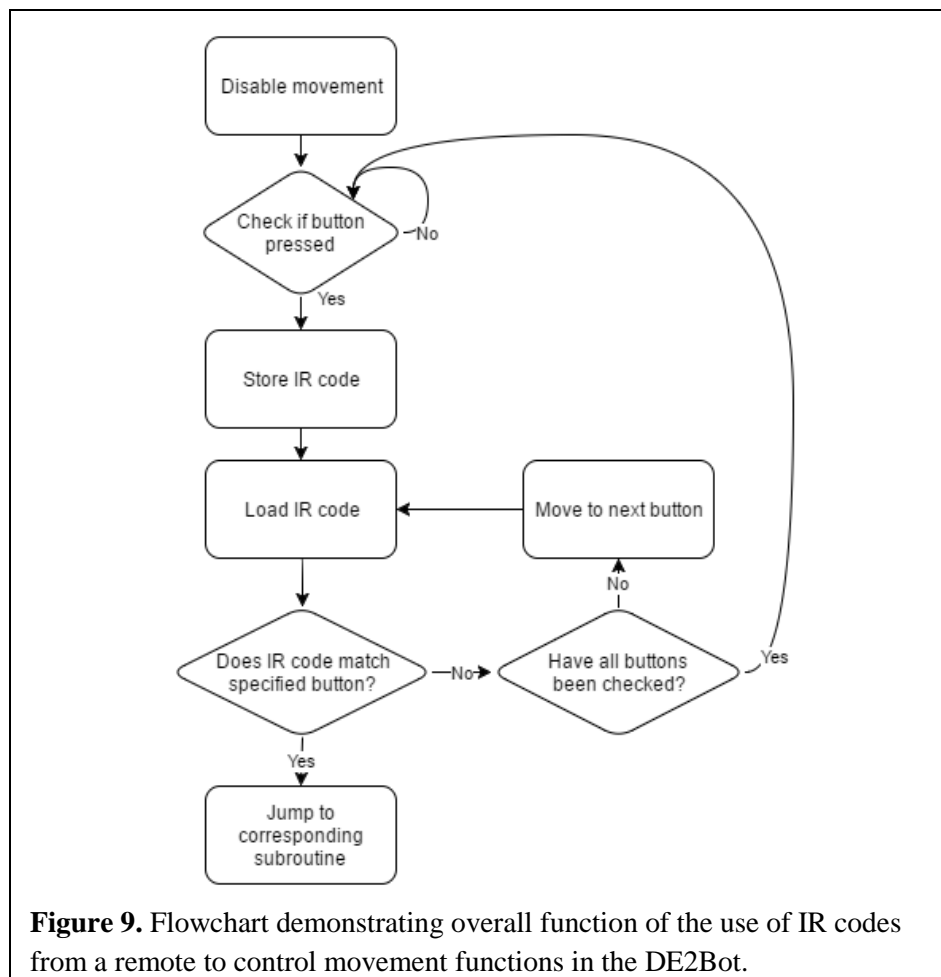 Disable movement
Check if button
pressed
No
Yes
Store IR code
Load IR code
Move to next button
No
Does IR code match
specified button?
No
Have all buttons
been checked?
Yes
Yes
Jump to
corresponding
subroutine
Figure 9. Flowchart demonstrating overall function of the use of IR codes
from a remote to control movement functions in the DE2Bot.